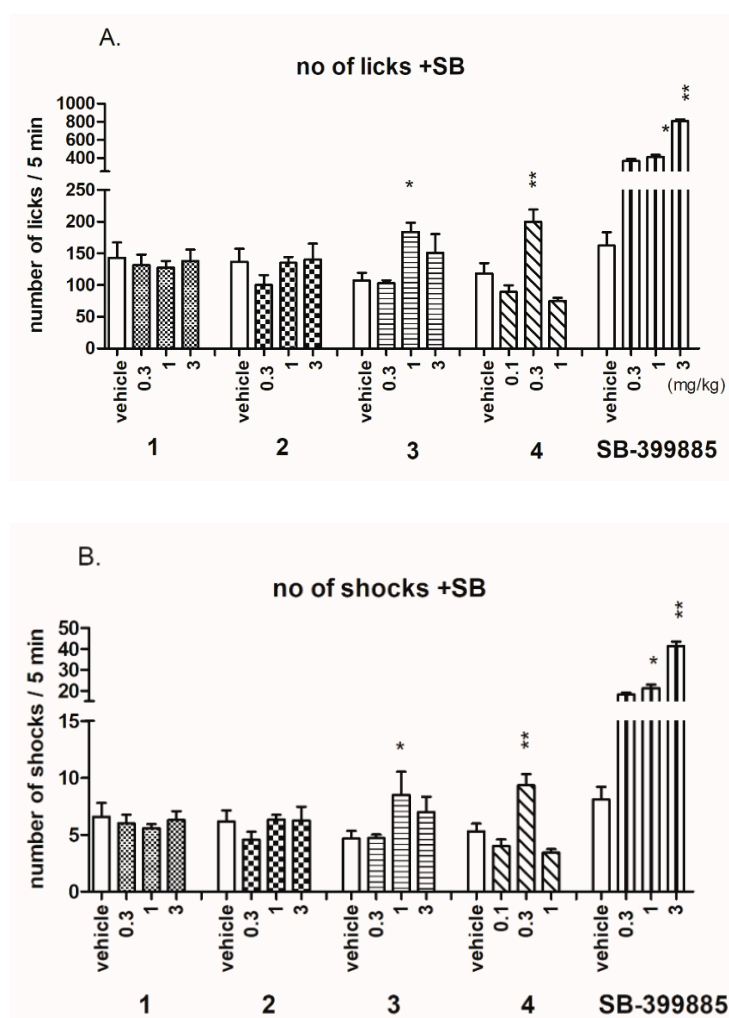 A.
no of licks +SB
number of licks / 5 min
1000
800
600
400
250
200
150
100
50
0
* ** * **
vehicle 0.3 1 3 vehicle 0.3 1 3 vehicle 0.3 1 3 vehicle 0.1 0.3 1 vehicle 0.3 1 3
(mg/kg)
1 2 3 4 SB-399885
B.
no of shocks +SB
number of shocks / 5 min
50
40
30
20
15
10
5
0
* ** * **
vehicle 0.3 1 3 vehicle 0.3 1 3 vehicle 0.3 1 3 vehicle 0.1 0.3 1 vehicle 0.3 1 3
1 2 3 4 SB-399885